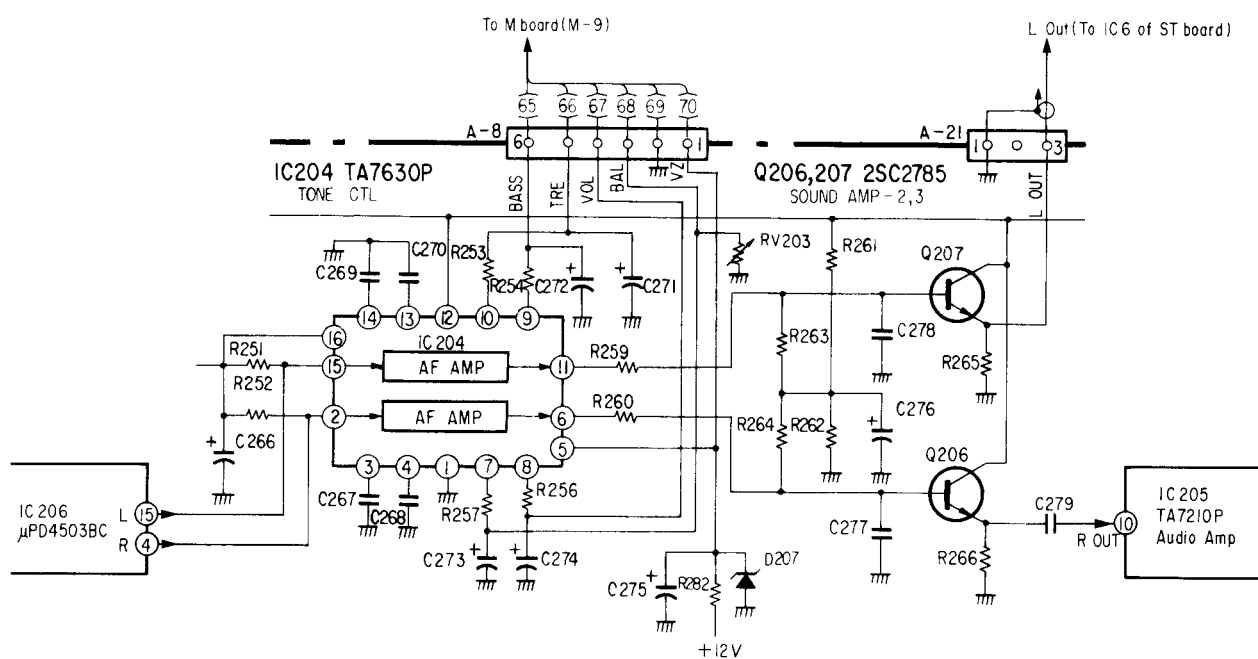 To M board(M-9)
L Out(To IC6 of ST board)
65 66 67 68 69 70
A-8 6 1
A-21 1 3
IC204 TA7630P
TONE CTL
BASS TRE VOL BAL VZ
Q206,207 2SC2785
SOUND AMP-2,3
L OUT
RV203
R261
Q207
C269 C270 R253 R254 C272 C271
14 13 12 10 9
16
R251
IC204
R263
C278
R265
15 AF AMP 11 R259
R252
2 AF AMP 6 R260
5
C266
R264 R262 C276
3 4 1 7 8
Q206
C267 C268 R257 R256
IC206
μPD4503BC
L 15
R 4
C273 C274
C277
C279
R OUT
10
IC205
TA7210P
Audio Amp
R266
C275 R282 D207
+12V